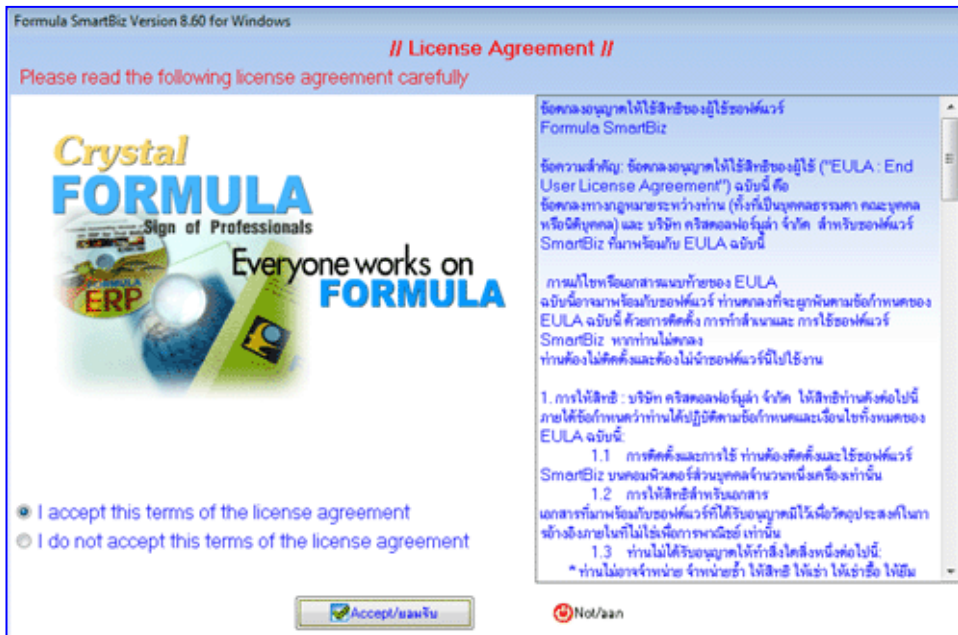 Formula SmartBiz Version 8.60 for Windows
// License Agreement //
Please read the following license agreement carefully
Crystal
FORMULA
Sign of Professionals
Everyone works on
FORMULA
FORMULA
ERP
I accept this terms of the license agreement
I do not accept this terms of the license agreement
ข้อตกลงอนุญาตให้ใช้สิทธิของผู้ใช้ซอฟต์แวร์
Formula SmartBiz
ข้อความสำคัญ: ข้อตกลงอนุญาตให้ใช้สิทธิของผู้ใช้ ("EULA : End
User License Agreement") ฉบับนี้ คือ
ข้อตกลงทางกฎหมายระหว่างท่าน (ทั้งที่เป็นบุคคลธรรมดา คณะบุคคล
หรือนิติบุคคล) และ บริษัท คริสตอลฟอร์มูล่า จำกัด สำหรับซอฟต์แวร์
SmartBiz ที่มาพร้อมกับ EULA ฉบับนี้
การแก้ไขหรือเอกสารแนบท้ายของ EULA
ฉบับนี้อาจมาพร้อมกับซอฟต์แวร์ ท่านตกลงที่จะผูกพันตามข้อกำหนดของ
EULA ฉบับนี้ ด้วยการติดตั้ง การทำสำเนาและ การใช้ซอฟต์แวร์
SmartBiz หากท่านไม่ตกลง
ท่านต้องไม่ติดตั้งและต้องไม่นำซอฟต์แวร์นี้ไปใช้งาน
1. การให้สิทธิ : บริษัท คริสตอลฟอร์มูล่า จำกัด ให้สิทธิท่านดังต่อไปนี้
ภายใต้ข้อกำหนดว่าท่านได้ปฏิบัติตามข้อกำหนดและเงื่อนไขทั้งหมดของ
EULA ฉบับนี้:
1.1 การติดตั้งและการใช้ ท่านต้องติดตั้งและใช้ซอฟต์แวร์
SmartBiz บนคอมพิวเตอร์ส่วนบุคคลจำนวนหนึ่งเครื่องเท่านั้น
1.2 การให้สิทธิสำหรับเอกสาร
เอกสารที่มาพร้อมกับซอฟต์แวร์ที่ได้รับอนุญาตมีไว้เพื่อวัตถุประสงค์ในกา
รอ้างอิงภายในที่ไม่ใช่เพื่อการพาณิชย์ เท่านั้น
1.3 ท่านไม่ได้รับอนุญาตให้ทำสิ่งใดสิ่งหนึ่งต่อไปนี้:
* ท่านไม่อาจจำหน่าย จำหน่ายซ้ำ ให้สิทธิ ให้เช่า ให้เช่าซื้อ ให้ยืม
Accept/ยอมรับ
Not/ออก